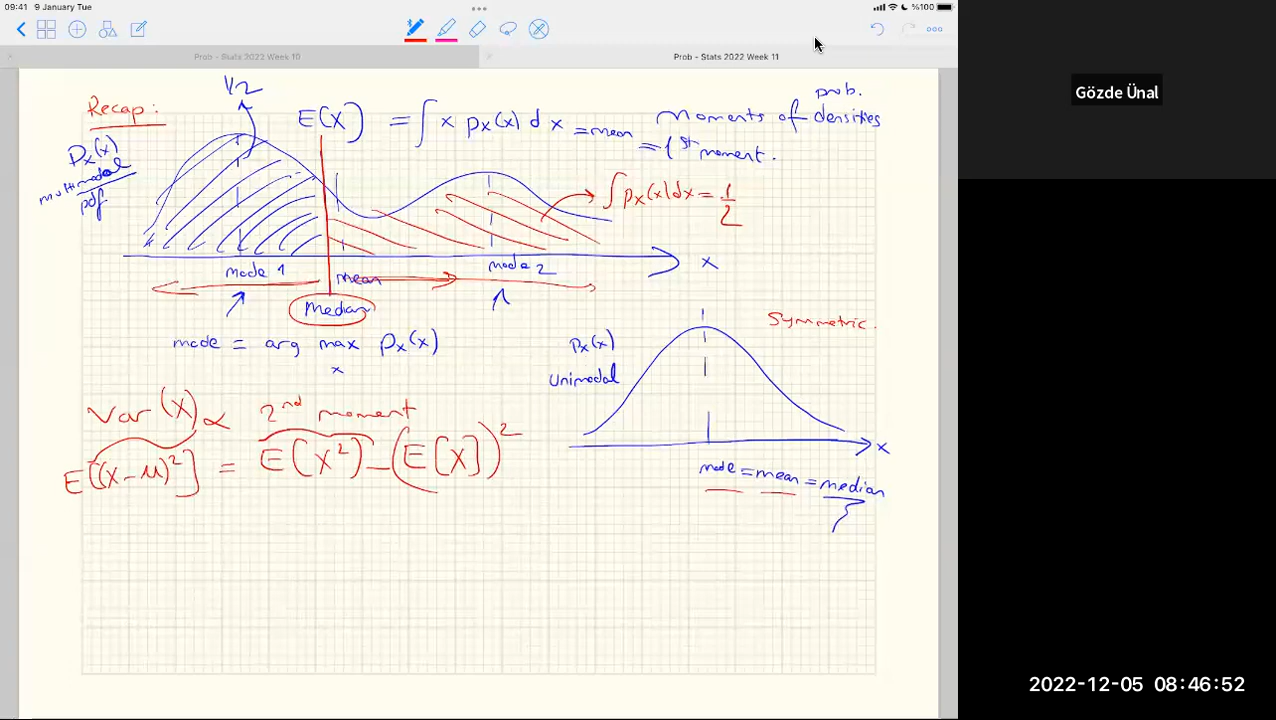 09:41 9 January Tue
%100
Prob - Stats 2022 Week 10
Prob - Stats 2022 Week 11
Gözde Ünal
Recap:
1/2
E(X) = ∫ x px(x) dx = mean = 1st moment.
Moments of prob. densities
Px(x)
multimodal
pdf
∫ px(x)dx = 1/2
mode 1
mean
mode 2
x
Median
mode = arg max Px(x)
x
Symmetric.
Px(x)
Unimodal
x
mode = mean = median
Var(X) ∝ 2nd moment
E[(X-μ)²] = E(X²) - (E[X])²
2022-12-05 08:46:52